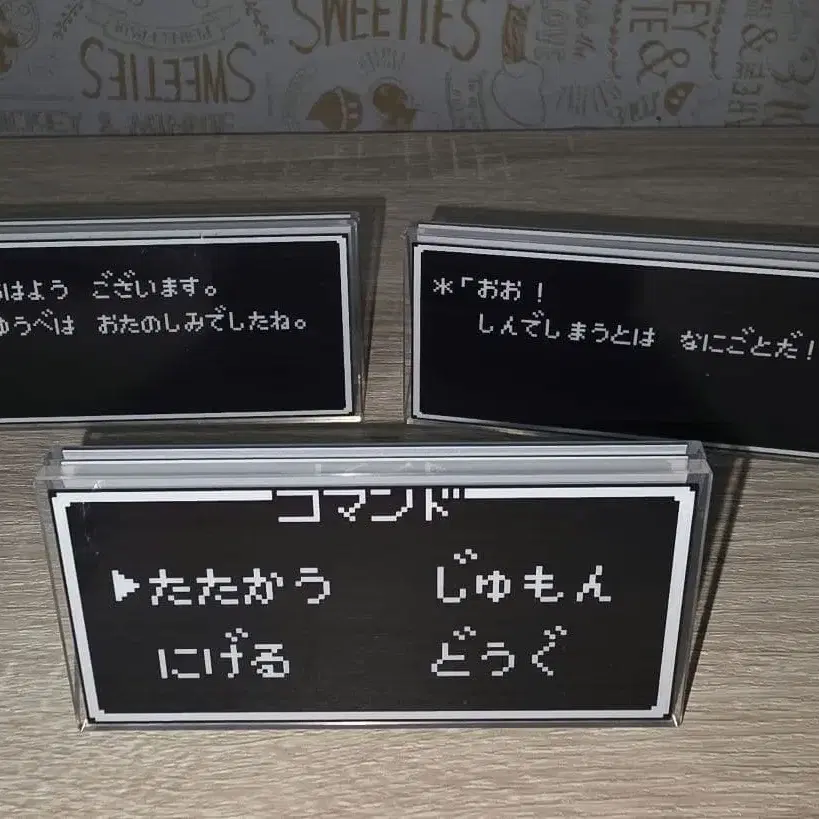 SWEETIES
SWEETIES
はよう ございます。
ゆうべは おたのしみでしたね。
*「おお！
しんでしまうとは なにごとだ！
コマンド
▶たたかう じゅもん
にげる どうぐ